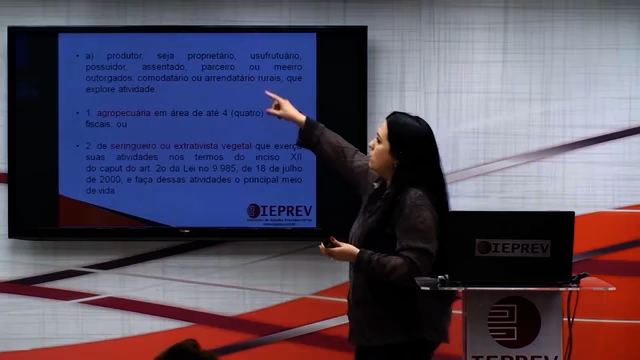 • a) produtor, seja proprietário, usufrutuário,
possuidor, assentado, parceiro ou meeiro
outorgados, comodatário ou arrendatário rurais, que
explore atividade:
• 1. agropecuária em área de até 4 (quatro)
fiscais; ou
• 2. de seringueiro ou extrativista vegetal que exerça
suas atividades nos termos do inciso XII
do caput do art. 2o da Lei no 9.985, de 18 de julho
de 2000, e faça dessas atividades o principal meio
de vida
IEPREV
IEPREV
IEPREV